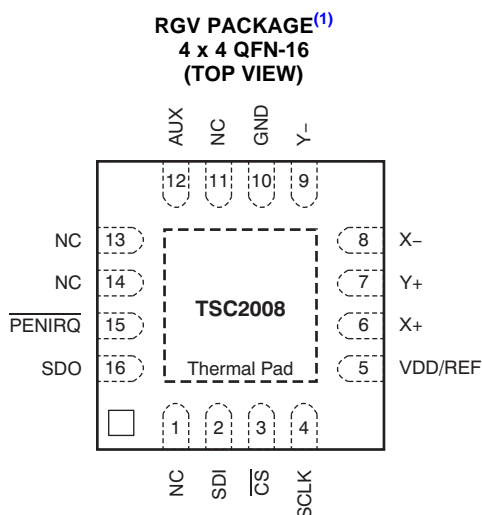 RGV PACKAGE(1)
4 x 4 QFN-16
(TOP VIEW)
AUX
NC
GND
Y−
12
11
10
9
NC
13
8
X−
NC
14
7
Y+
TSC2008
PENIRQ
15
6
X+
SDO
16
Thermal Pad
5
VDD/REF
1
2
3
4
NC
SDI
CS
SCLK